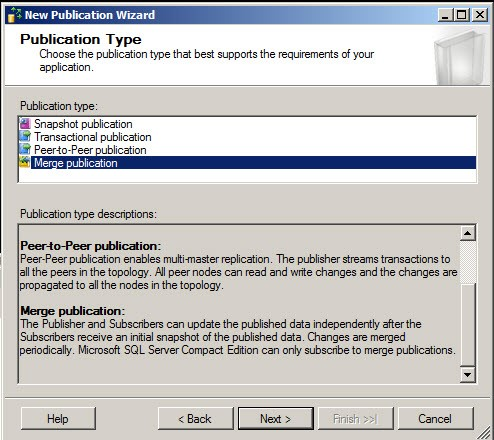 New Publication Wizard
Publication Type
Choose the publication type that best supports the requirements of your
application.
Publication type:
Snapshot publication
Transactional publication
Peer-to-Peer publication
Merge publication
Publication type descriptions:
Peer-to-Peer publication:
Peer-Peer publication enables multi-master replication. The publisher streams transactions to
all the peers in the topology. All peer nodes can read and write changes and the changes are
propagated to all the nodes in the topology.
Merge publication:
The Publisher and Subscribers can update the published data independently after the
Subscribers receive an initial snapshot of the published data. Changes are merged
periodically. Microsoft SQL Server Compact Edition can only subscribe to merge publications.
Help
< Back
Next >
Finish >>|
Cancel